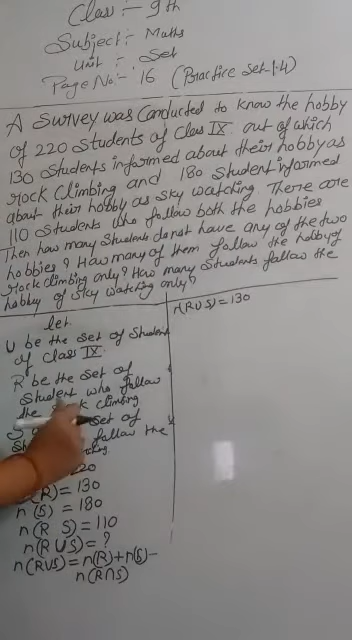 Class :- 9th
Subject:- Maths
Unit :- Set
Page No:- 16 (Practice set-1.4)
A survey was conducted to know the hobby
of 220 students of class IX. out of which
130 students informed about their hobby as
rock climbing and 180 student informed
about their hobby as sky watching. There are
110 students who follow both the hobbies
Then how many students do not have any of the two
hobbies? How many of them follow the hobby of
rock climbing only? How many students follow the
hobby of sky watching only?
let.
U be the set of student
of class IX.
R be the set of
student who follow
the climbing
S set of
follow the
220
(R) = 130
n(S) = 180
n(R S) = 110
n(R U S) = ?
n(RUS) = n(R) + n(S) -
n(R∩S)
n(RUS) = 130